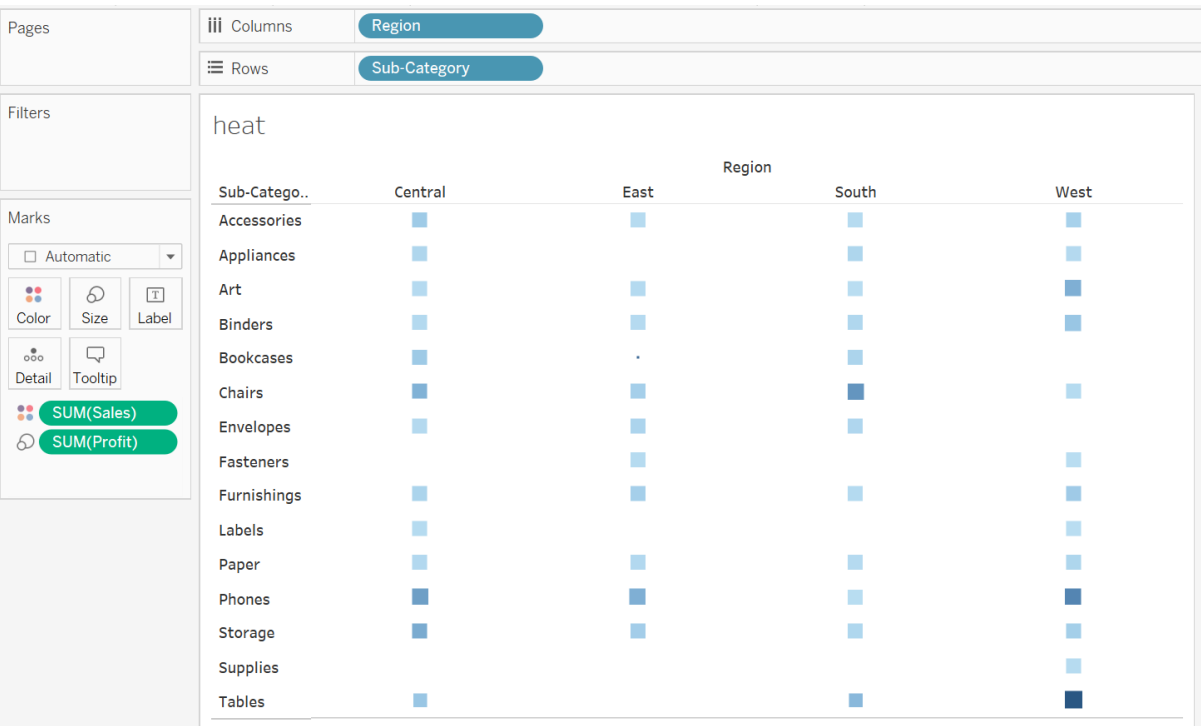 Pages
Columns Region
Rows Sub-Category
Filters
heat
Region
Sub-Catego.. Central East South West
Accessories
Marks
Automatic
Appliances
Art
Color Size Label
Binders
Bookcases
Detail Tooltip
Chairs
SUM(Sales)
Envelopes
SUM(Profit)
Fasteners
Furnishings
Labels
Paper
Phones
Storage
Supplies
Tables